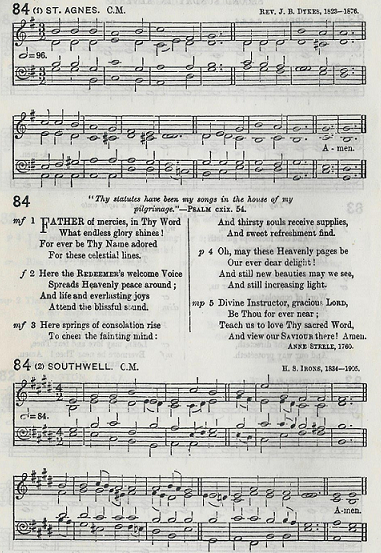 84 (1) ST. AGNES. C.M. REV. J. B. DYKES, 1823-1876.
=96.
A - men.
84
"Thy statutes have been my songs in the house of my
pilgrimage."—PSALM cxix. 54.
mf 1 FATHER of mercies, in Thy Word
What endless glory shines!
For ever be Thy Name adored
For these celestial lines.
f 2 Here the REDEEMER'S welcome Voice
Spreads Heavenly peace around;
And life and everlasting joys
Attend the blissful sound.
mf 3 Here springs of consolation rise
To cheer the fainting mind:
And thirsty souls receive supplies,
And sweet refreshment find.
p 4 Oh, may these Heavenly pages be
Our ever dear delight!
And still new beauties may we see,
And still increasing light.
mp 5 Divine Instructor, gracious LORD,
Be Thou for ever near;
Teach us to love Thy sacred Word,
And view our SAVIOUR there! Amen.
ANNE STEELE, 1760.
84 (2) SOUTHWELL. C.M. H. S. IRONS, 1834-1905.
=84.
A-men.